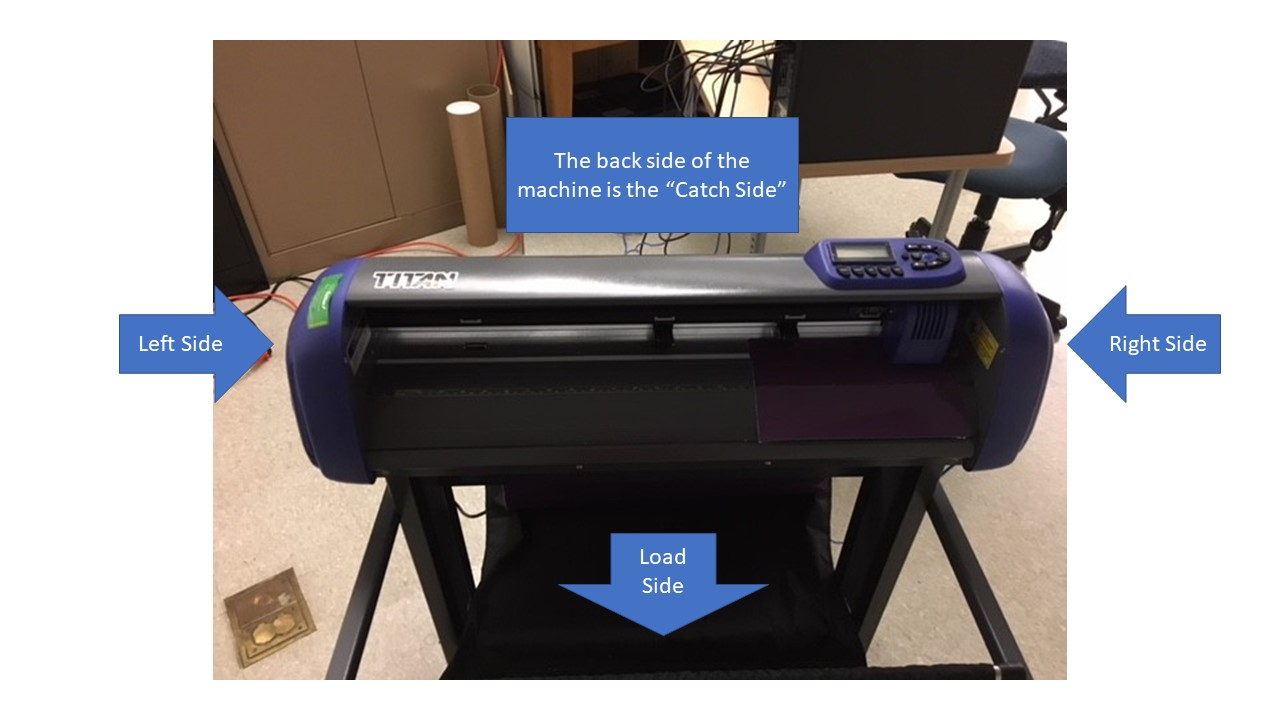 The back side of the
machine is the “Catch Side”
TITAN
Left Side
Right Side
Load
Side